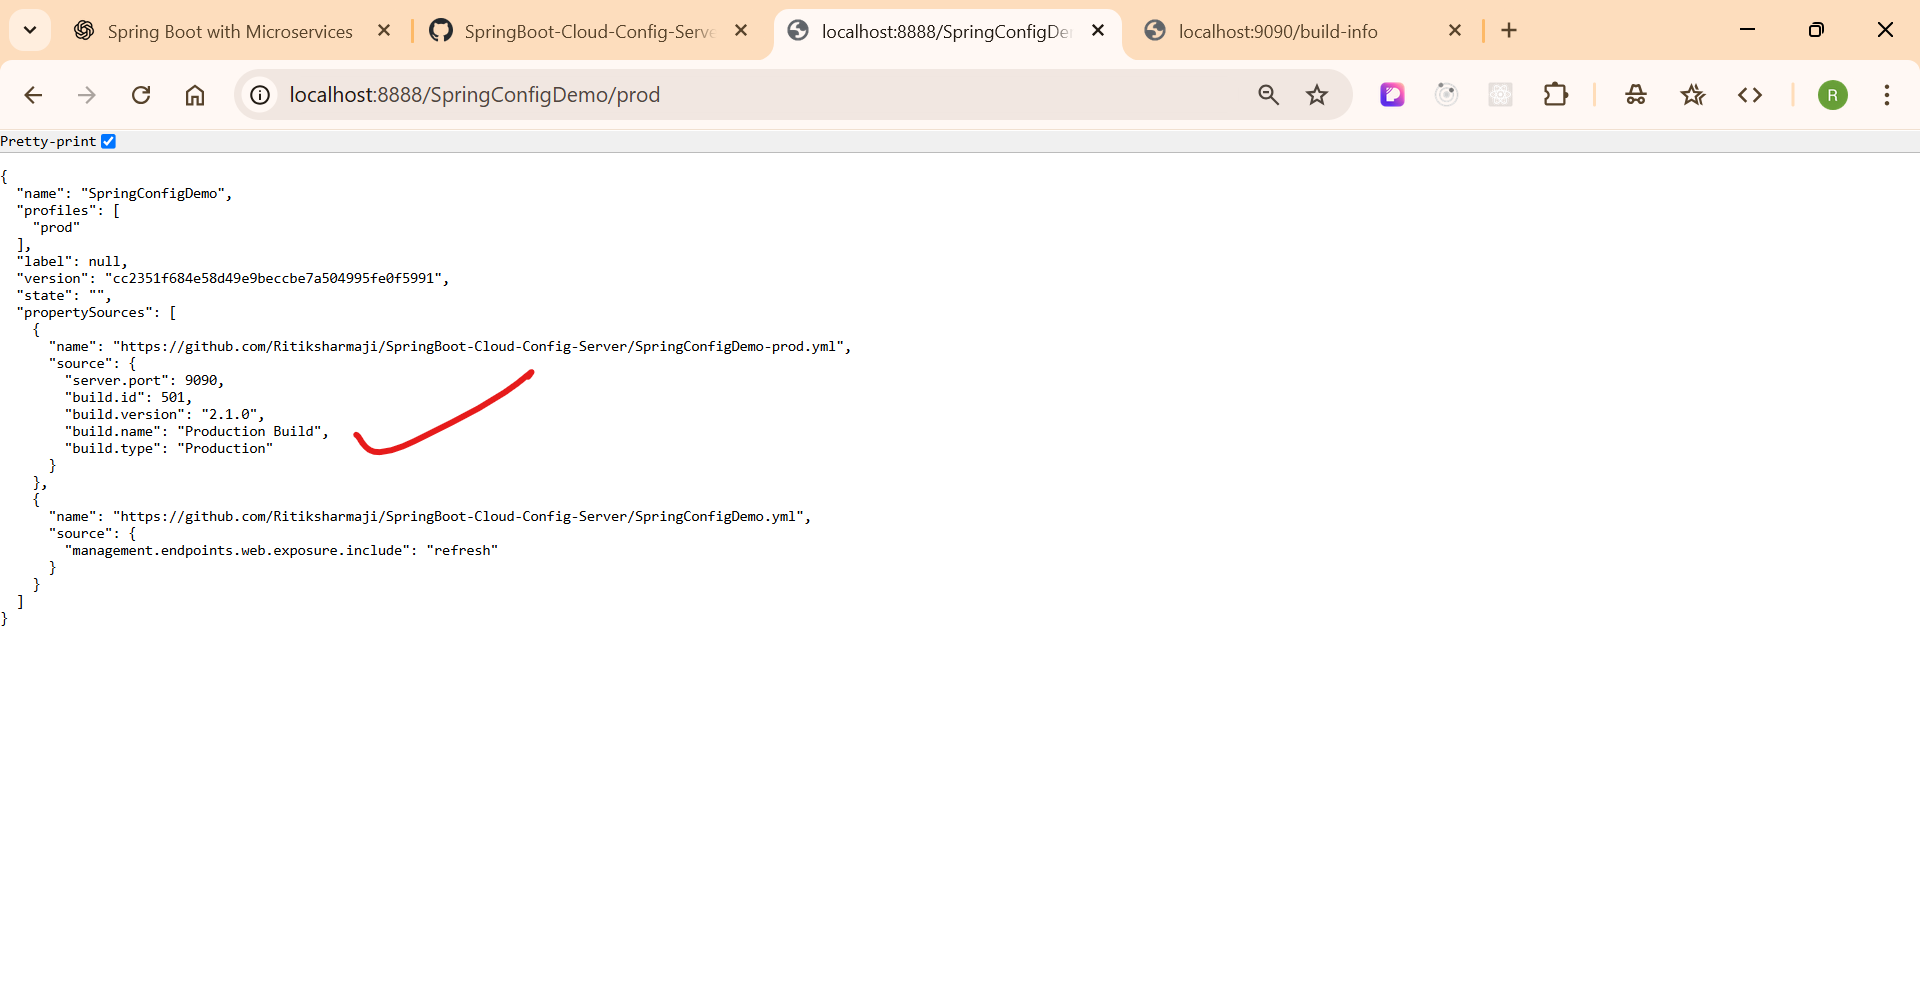 Spring Boot with Microservices
SpringBoot-Cloud-Config-Serve
localhost:8888/SpringConfigDe
localhost:9090/build-info
localhost:8888/SpringConfigDemo/prod
R
Pretty-print
{
  "name": "SpringConfigDemo",
  "profiles": [
    "prod"
  ],
  "label": null,
  "version": "cc2351f684e58d49e9beccbe7a504995fe0f5991",
  "state": "",
  "propertySources": [
    {
      "name": "https://github.com/Ritiksharmaji/SpringBoot-Cloud-Config-Server/SpringConfigDemo-prod.yml",
      "source": {
        "server.port": 9090,
        "build.id": 501,
        "build.version": "2.1.0",
        "build.name": "Production Build",
        "build.type": "Production"
      }
    },
    {
      "name": "https://github.com/Ritiksharmaji/SpringBoot-Cloud-Config-Server/SpringConfigDemo.yml",
      "source": {
        "management.endpoints.web.exposure.include": "refresh"
      }
    }
  ]
}